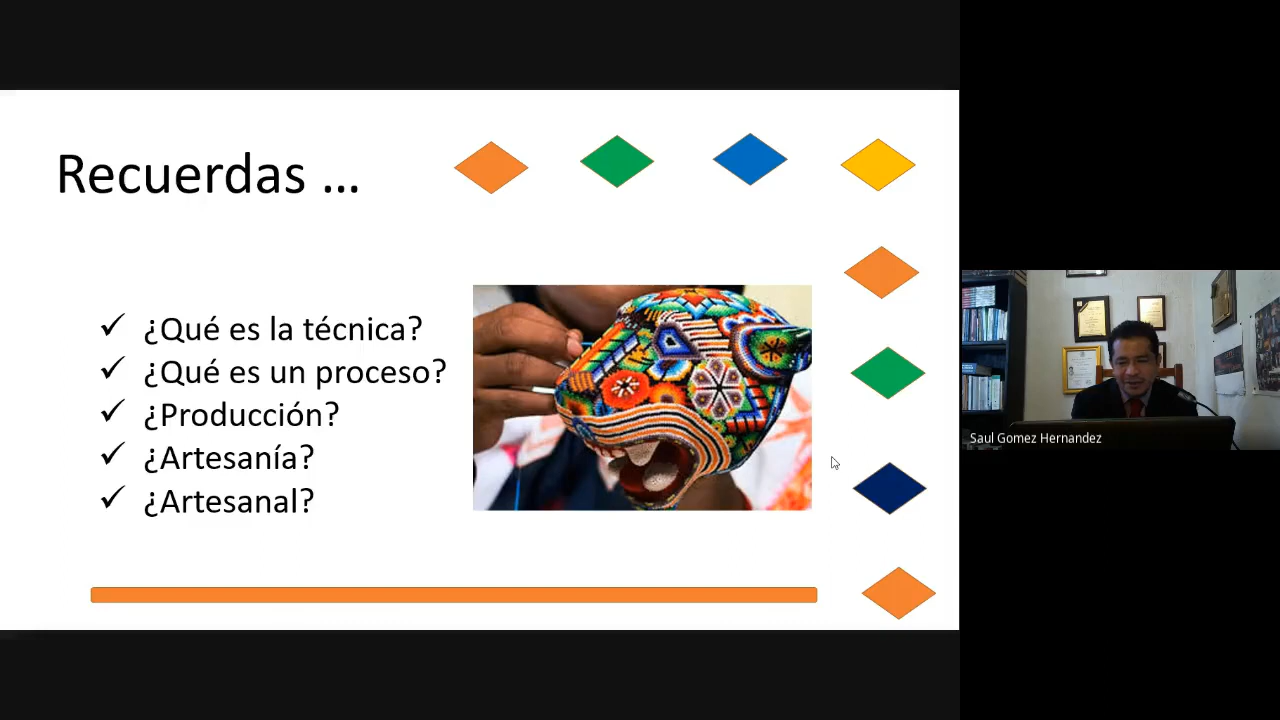 Recuerdas ...
✓ ¿Qué es la técnica?
✓ ¿Qué es un proceso?
✓ ¿Producción?
✓ ¿Artesanía?
✓ ¿Artesanal?
Saul Gomez Hernandez